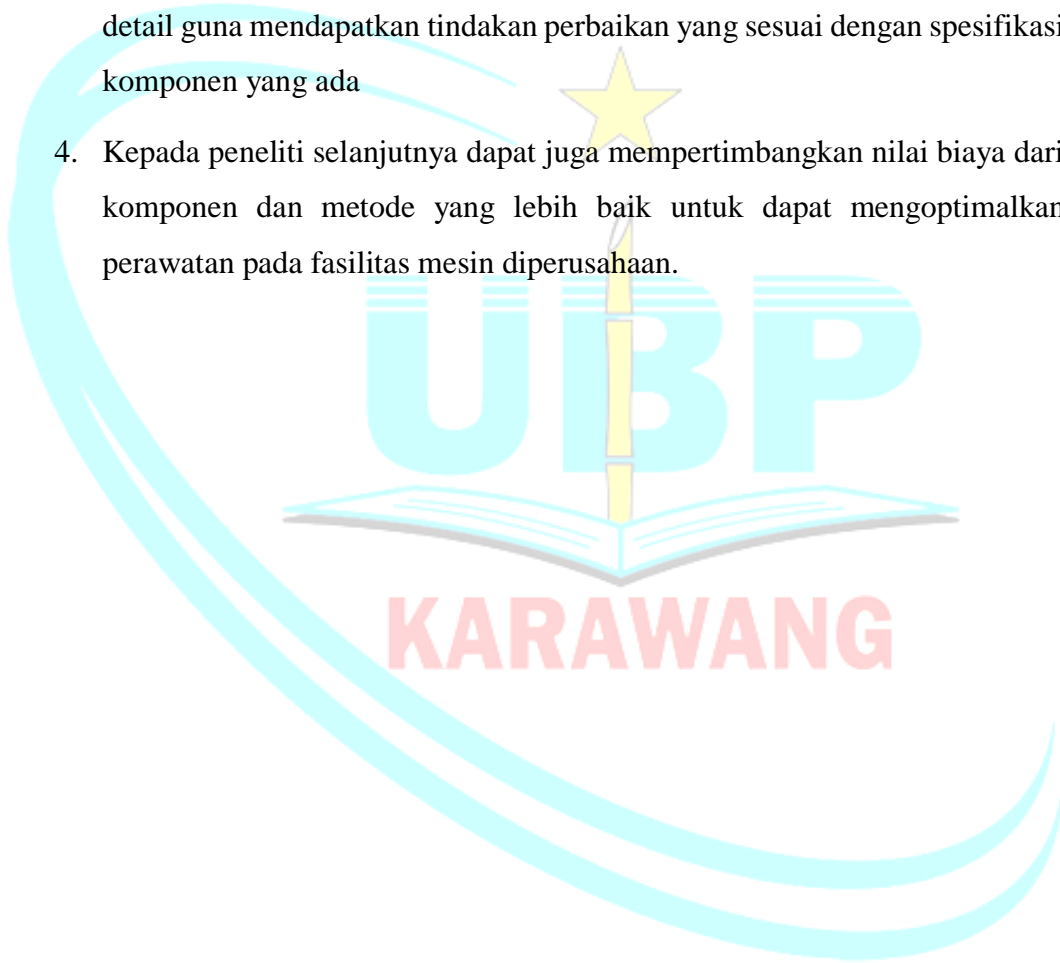 detail guna mendapatkan tindakan perbaikan yang sesuai dengan spesifikasi
komponen yang ada
4. Kepada peneliti selanjutnya dapat juga mempertimbangkan nilai biaya dari
komponen dan metode yang lebih baik untuk dapat mengoptimalkan
perawatan pada fasilitas mesin diperusahaan.
UBP
KARAWANG